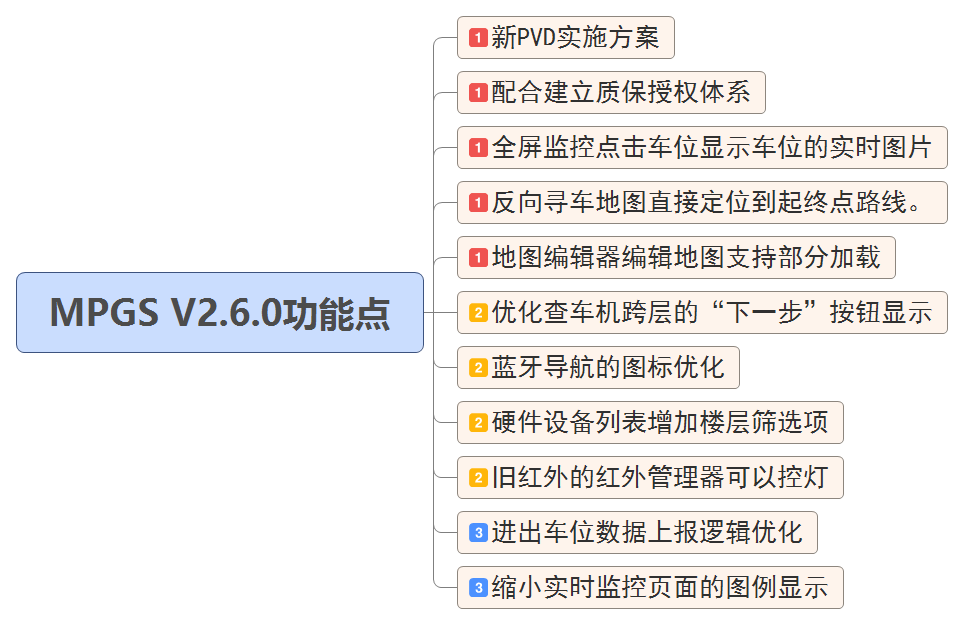 MPGS V2.6.0功能点
1 新PVD实施方案
1 配合建立质保授权体系
1 全屏监控点击车位显示车位的实时图片
1 反向寻车地图直接定位到起终点路线。
1 地图编辑器编辑地图支持部分加载
2 优化查车机跨层的“下一步”按钮显示
2 蓝牙导航的图标优化
2 硬件设备列表增加楼层筛选项
2 旧红外的红外管理器可以控灯
3 进出车位数据上报逻辑优化
3 缩小实时监控页面的图例显示